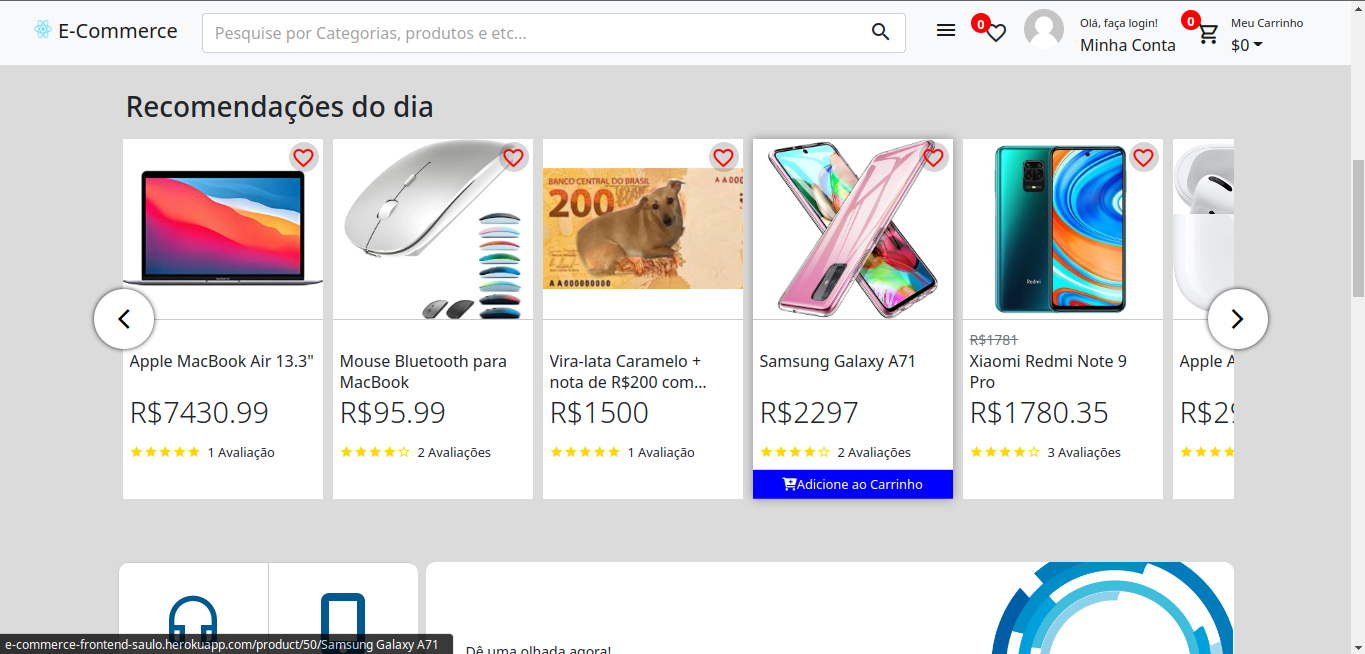 E-Commerce
Pesquise por Categorias, produtos e etc...
0
Olá, faça login!
Minha Conta
0
Meu Carrinho
$0
Recomendações do dia
BANCO CENTRAL DO BRASIL
200
AA000
AA000000000
Redmi
Apple MacBook Air 13.3"
R$7430.99
1 Avaliação
Mouse Bluetooth para
MacBook
R$95.99
2 Avaliações
Vira-lata Caramelo +
nota de R$200 com...
R$1500
1 Avaliação
Samsung Galaxy A71
R$2297
2 Avaliações
Adicione ao Carrinho
R$1781
Xiaomi Redmi Note 9
Pro
R$1780.35
3 Avaliações
Apple A
R$29
Dê uma olhada agora!
e-commerce-frontend-saulo.herokuapp.com/product/50/Samsung Galaxy A71